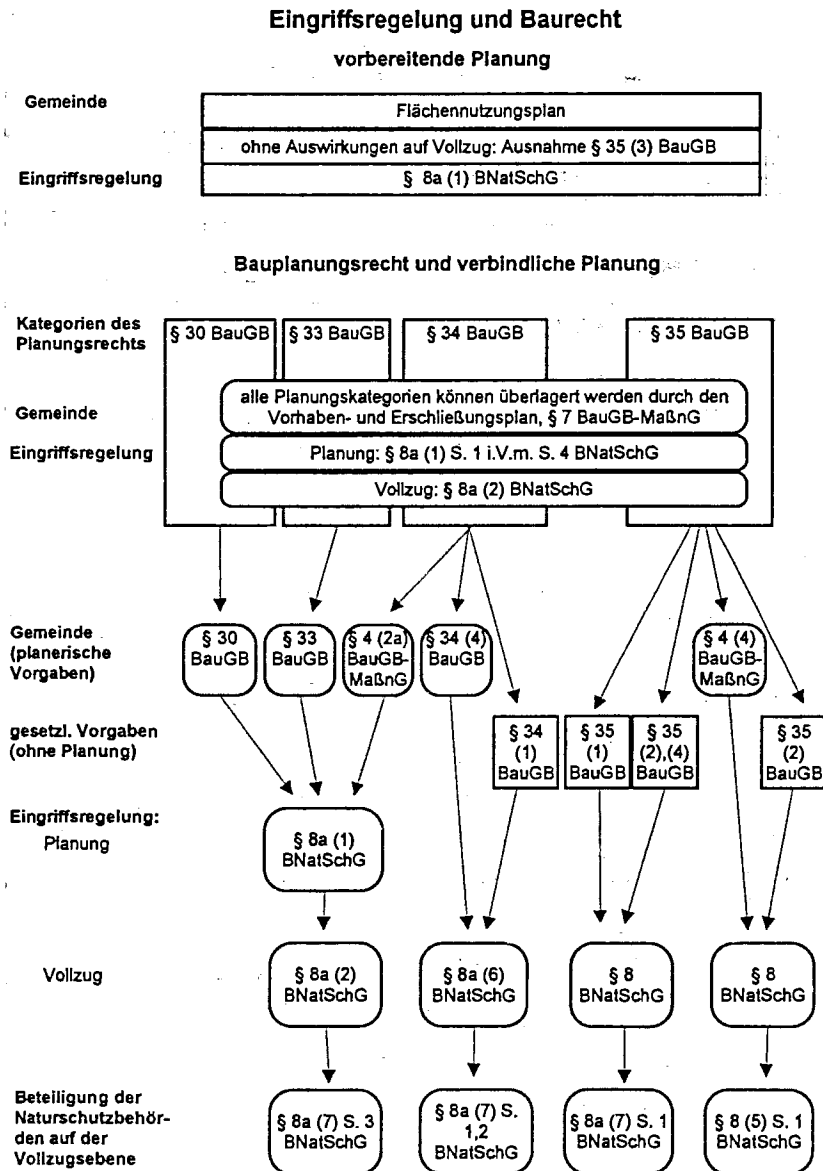 Eingriffsregelung und Baurecht
vorbereitende Planung
Gemeinde
Flächennutzungsplan
ohne Auswirkungen auf Vollzug: Ausnahme § 35 (3) BauGB
Eingriffsregelung
§ 8a (1) BNatSchG
Bauplanungsrecht und verbindliche Planung
Kategorien des
Planungsrechts
§ 30 BauGB
§ 33 BauGB
§ 34 BauGB
§ 35 BauGB
Gemeinde
alle Planungskategorien können überlagert werden durch den
Vorhaben- und Erschließungsplan, § 7 BauGB-MaßnG
Eingriffsregelung
Planung: § 8a (1) S. 1 i.V.m. S. 4 BNatSchG
Vollzug: § 8a (2) BNatSchG
Gemeinde
(planerische
Vorgaben)
§ 30
BauGB
§ 33
BauGB
§ 4 (2a)
BauGB-
MaßnG
§ 34 (4)
BauGB
§ 4 (4)
BauGB-
MaßnG
gesetzl. Vorgaben
(ohne Planung)
§ 34
(1)
BauGB
§ 35
(1)
BauGB
§ 35
(2),(4)
BauGB
§ 35
(2)
BauGB
Eingriffsregelung:
Planung
§ 8a (1)
BNatSchG
Vollzug
§ 8a (2)
BNatSchG
§ 8a (6)
BNatSchG
§ 8
BNatSchG
§ 8
BNatSchG
Beteiligung der
Naturschutzbehör-
den auf der
Vollzugsebene
§ 8a (7) S. 3
BNatSchG
§ 8a (7) S.
1,2
BNatSchG
§ 8a (7) S. 1
BNatSchG
§ 8 (5) S. 1
BNatSchG